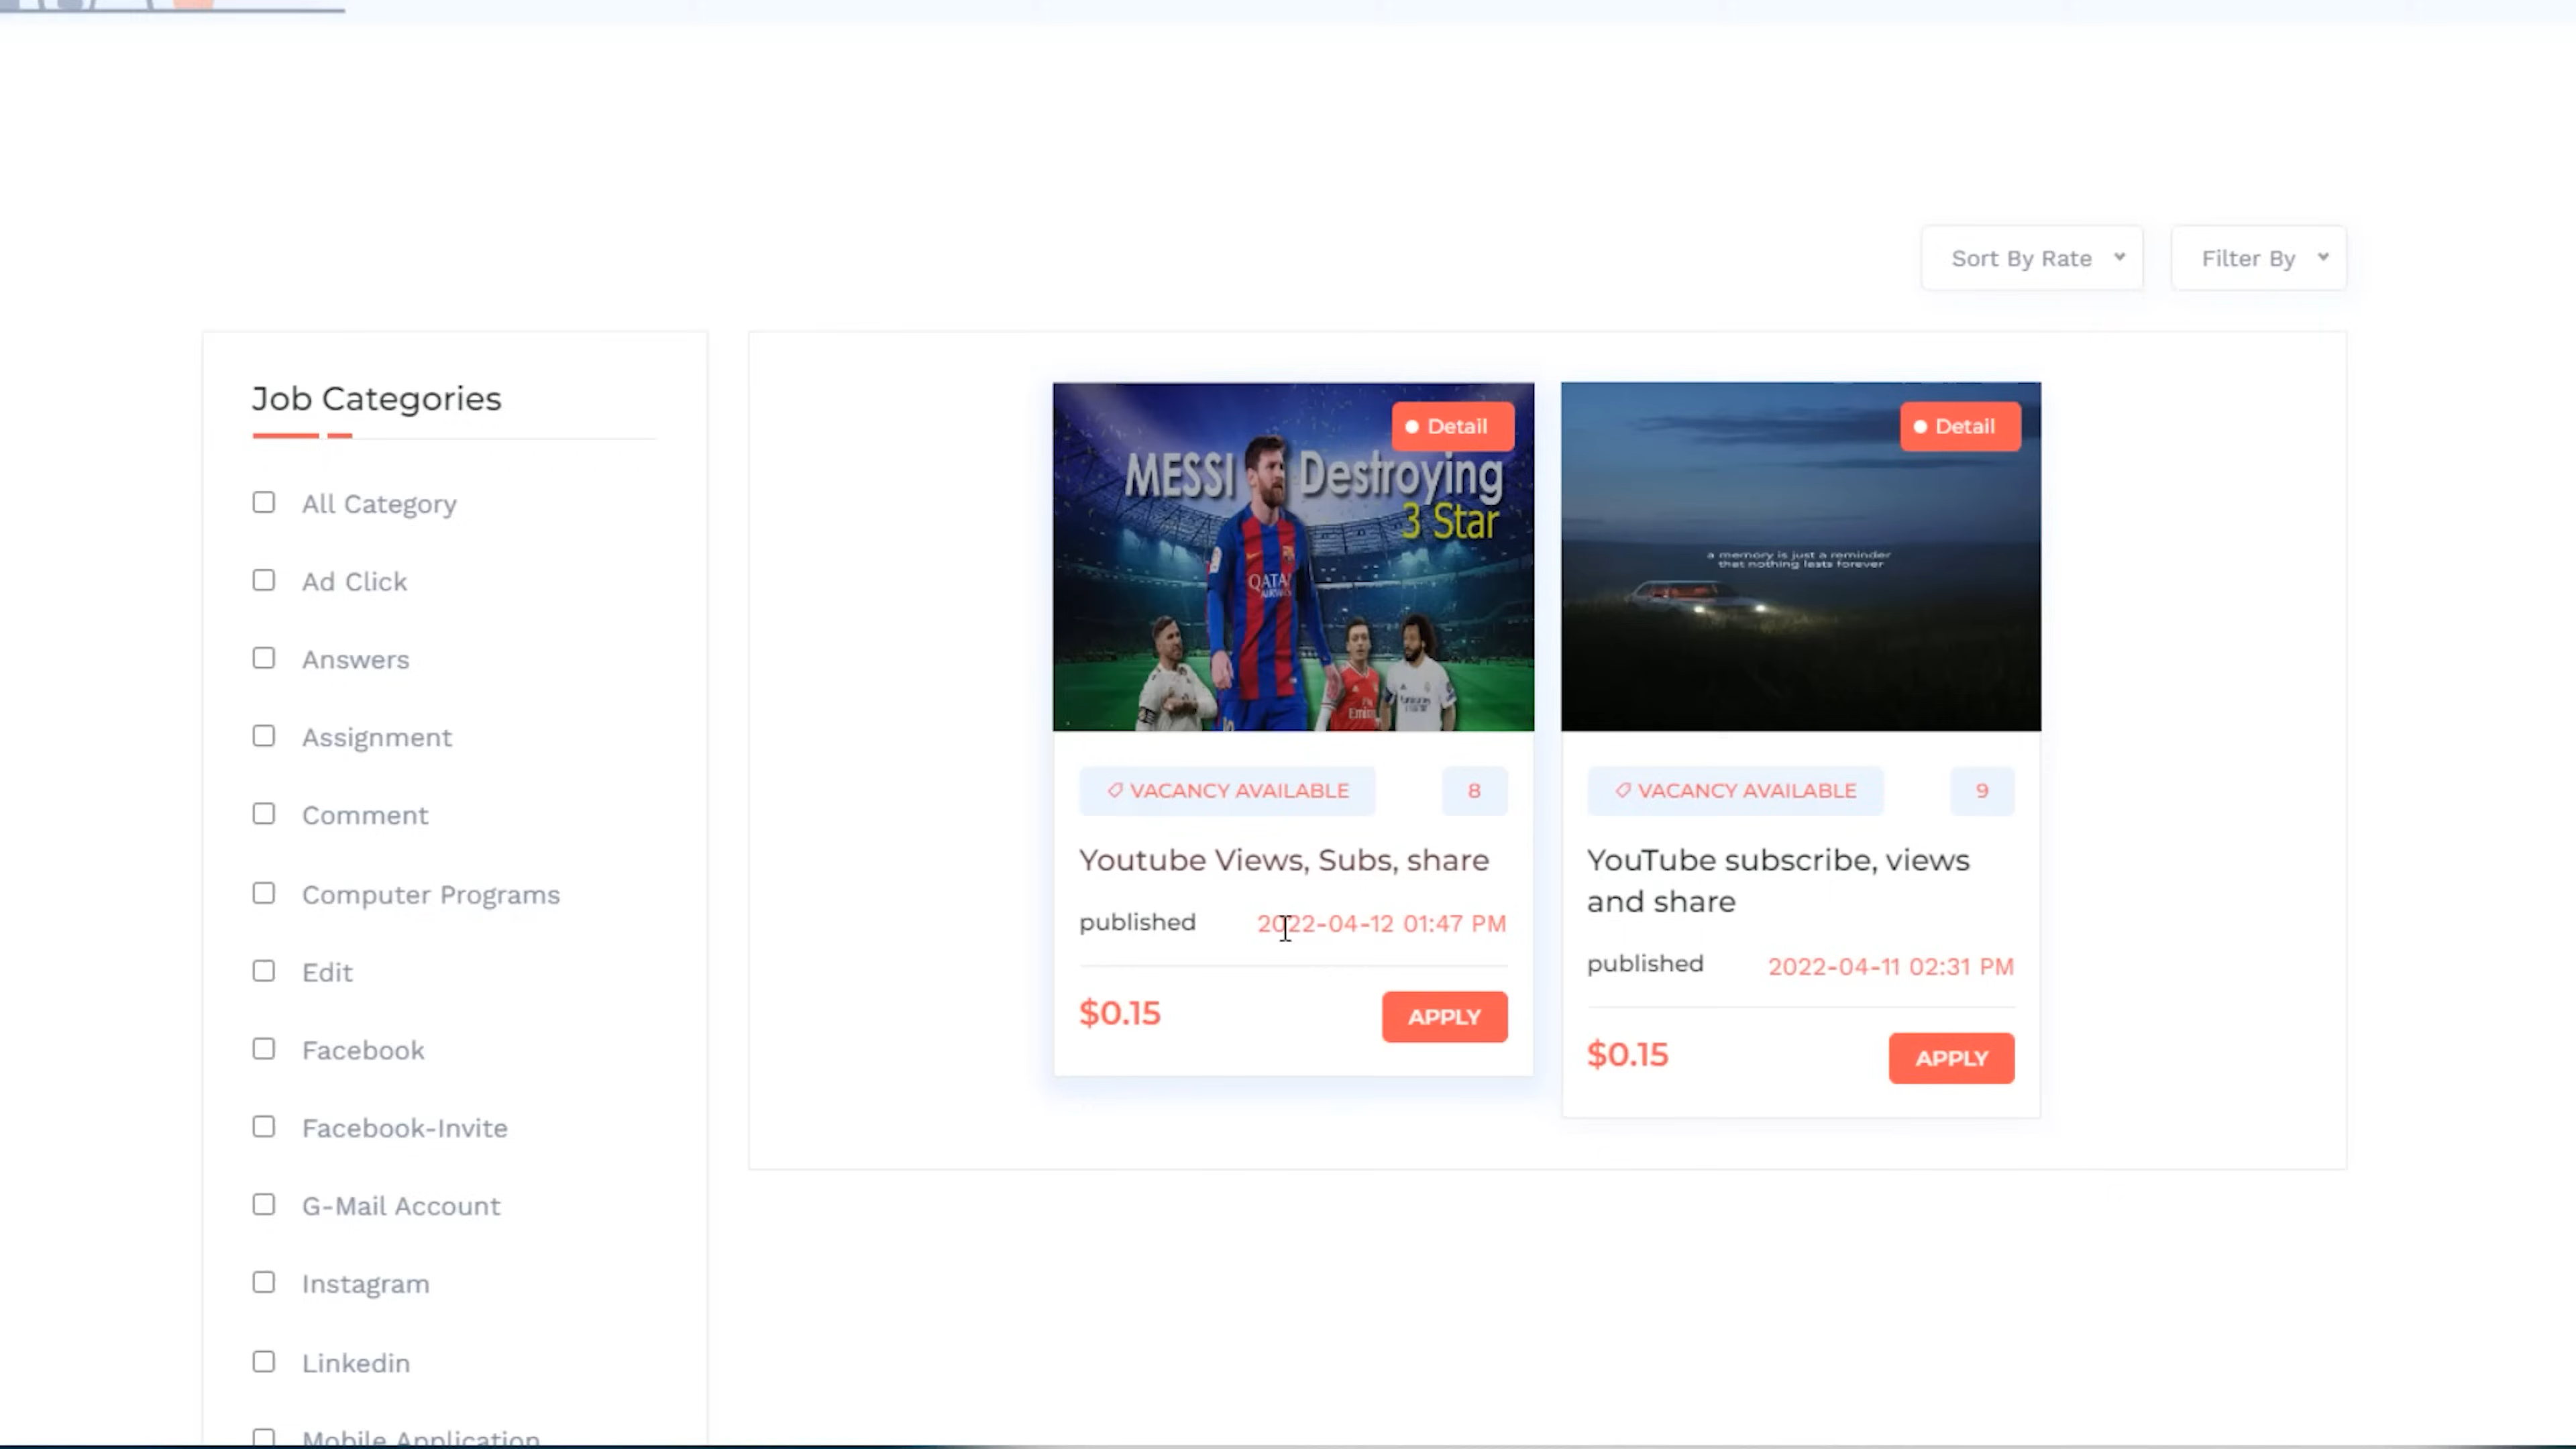 Sort By Rate
Filter By
Job Categories
All Category
Ad Click
Answers
Assignment
Comment
Computer Programs
Edit
Facebook
Facebook-Invite
G-Mail Account
Instagram
Linkedin
Mobile Application
Detail
MESSI Destroying
3 Star
QATAR
AIRWAYS
VACANCY AVAILABLE 8
Youtube Views, Subs, share
published 2022-04-12 01:47 PM
$0.15 APPLY
Detail
a memory is just a reminder
that nothing lasts forever
VACANCY AVAILABLE 9
YouTube subscribe, views
and share
published 2022-04-11 02:31 PM
$0.15 APPLY